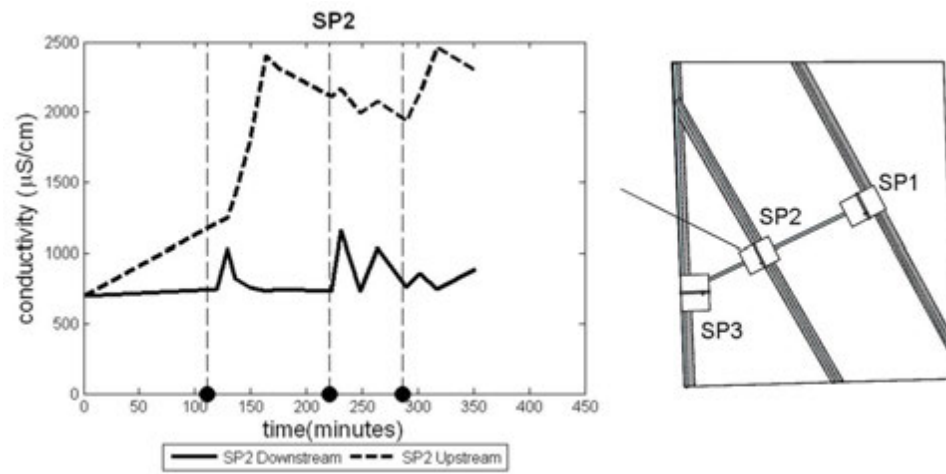 SP2
2500
2000
1500
1000
500
0
conductivity (μS/cm)
0 50 100 150 200 250 300 350 400 450
time(minutes)
SP2 Downstream SP2 Upstream
SP1
SP2
SP3